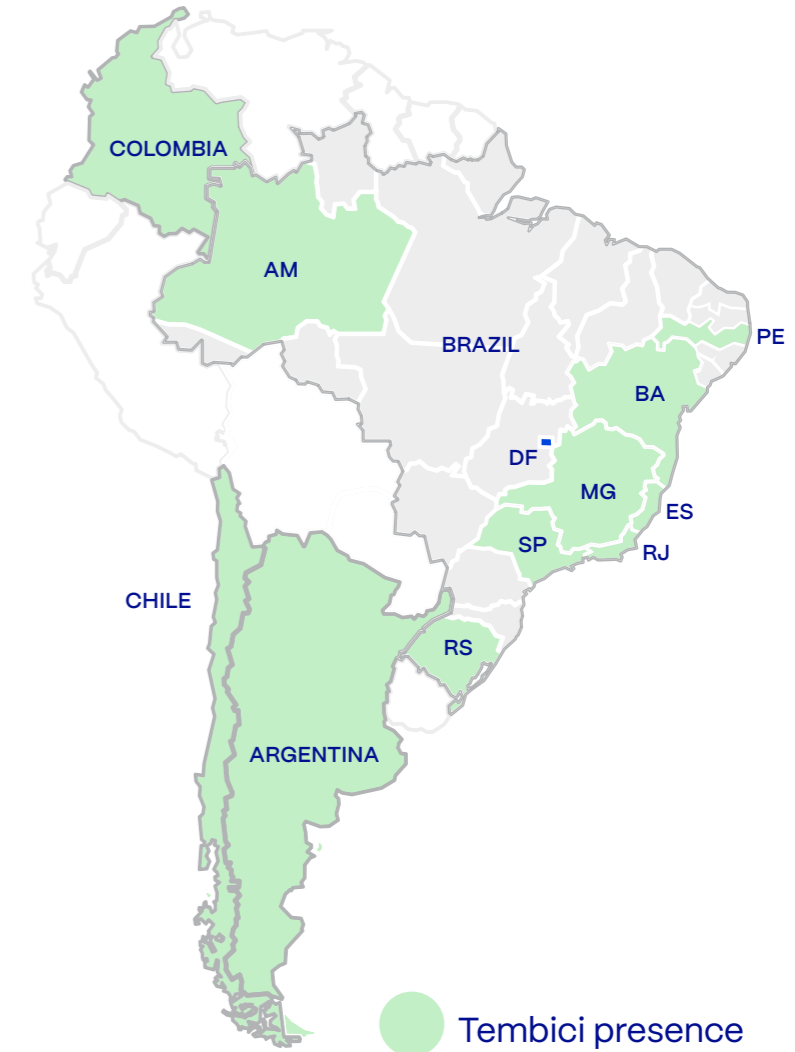 COLOMBIA
AM
BRAZIL
PE
BA
DF
MG
ES
SP
RJ
CHILE
RS
ARGENTINA
Tembici presence